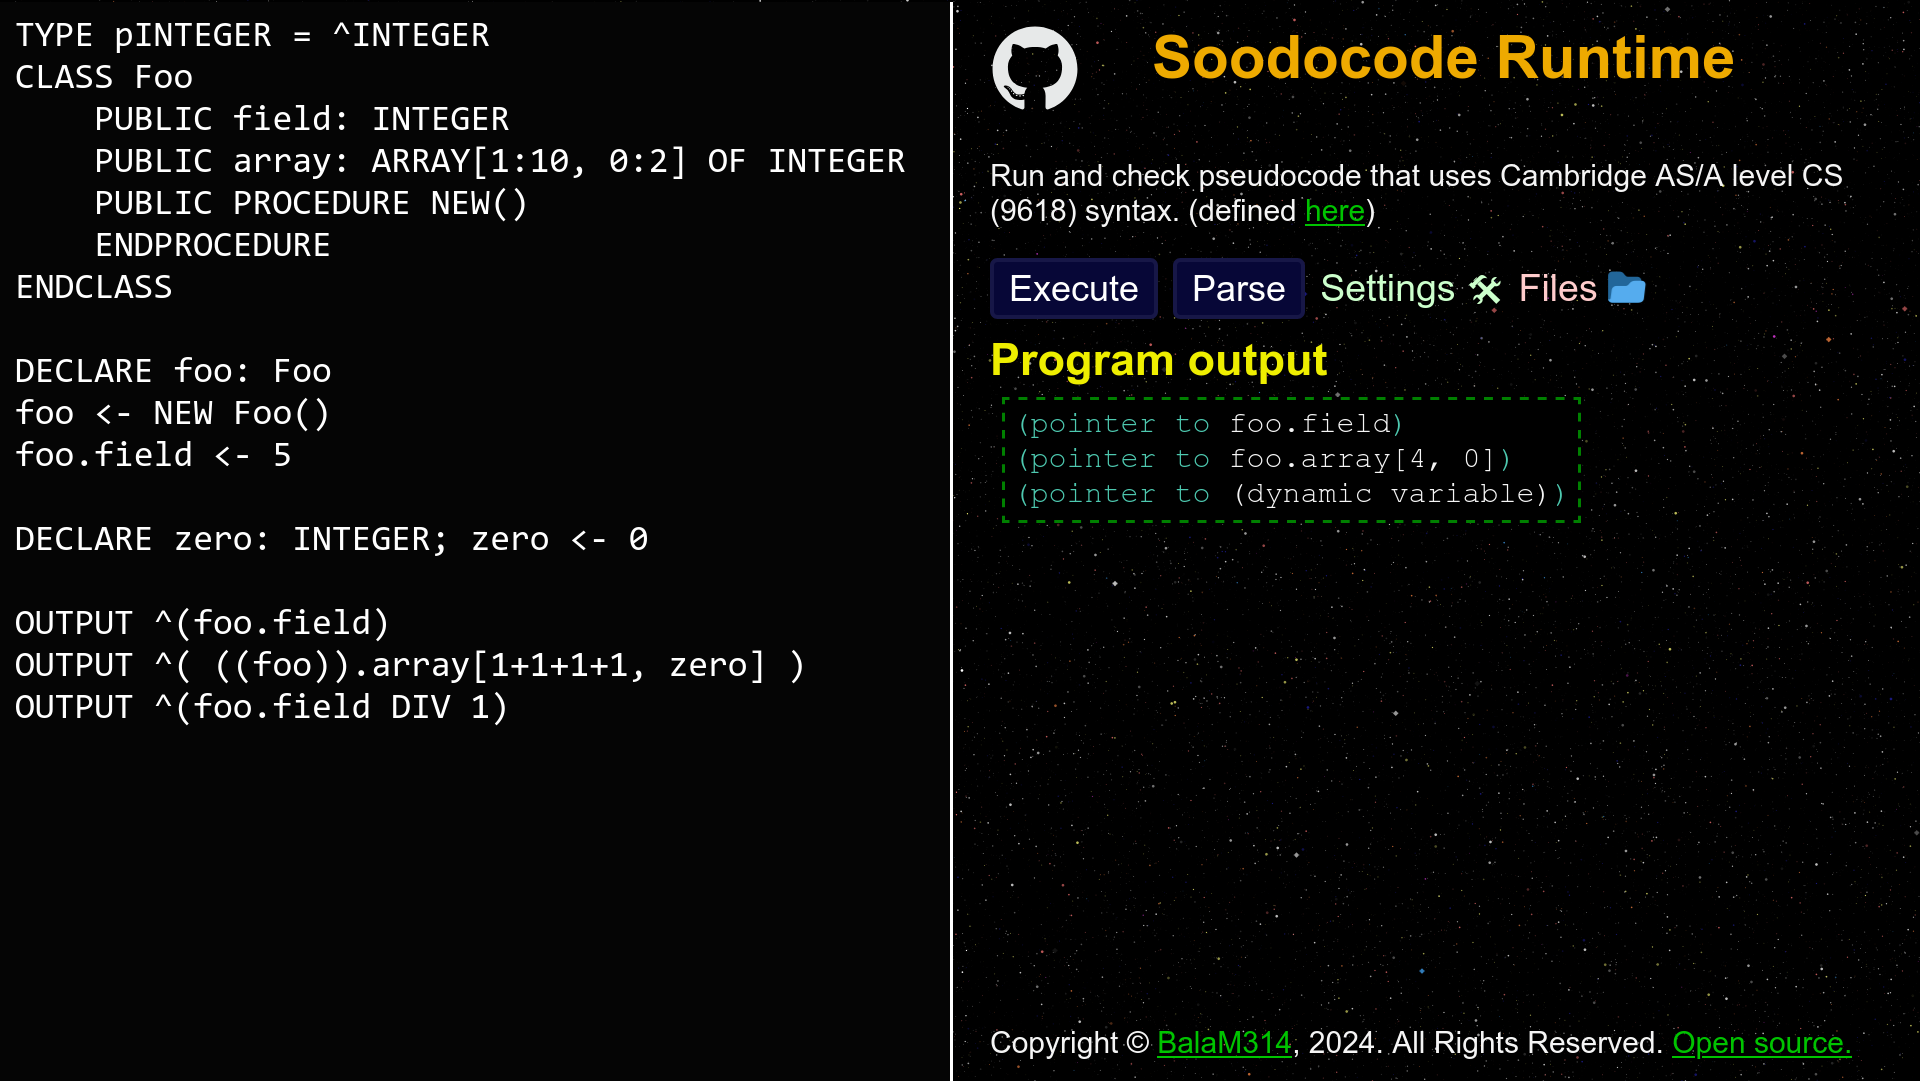 TYPE pINTEGER = ^INTEGER
CLASS Foo
    PUBLIC field: INTEGER
    PUBLIC array: ARRAY[1:10, 0:2] OF INTEGER
    PUBLIC PROCEDURE NEW()
    ENDPROCEDURE
ENDCLASS

DECLARE foo: Foo
foo <- NEW Foo()
foo.field <- 5

DECLARE zero: INTEGER; zero <- 0

OUTPUT ^(foo.field)
OUTPUT ^( ((foo)).array[1+1+1+1, zero] )
OUTPUT ^(foo.field DIV 1)
Soodocode Runtime
Run and check pseudocode that uses Cambridge AS/A level CS
(9618) syntax. (defined here)
Execute Parse Settings 🛠 Files 📁
Program output
(pointer to foo.field)
(pointer to foo.array[4, 0])
(pointer to (dynamic variable))
Copyright © BalaM314, 2024. All Rights Reserved. Open source.